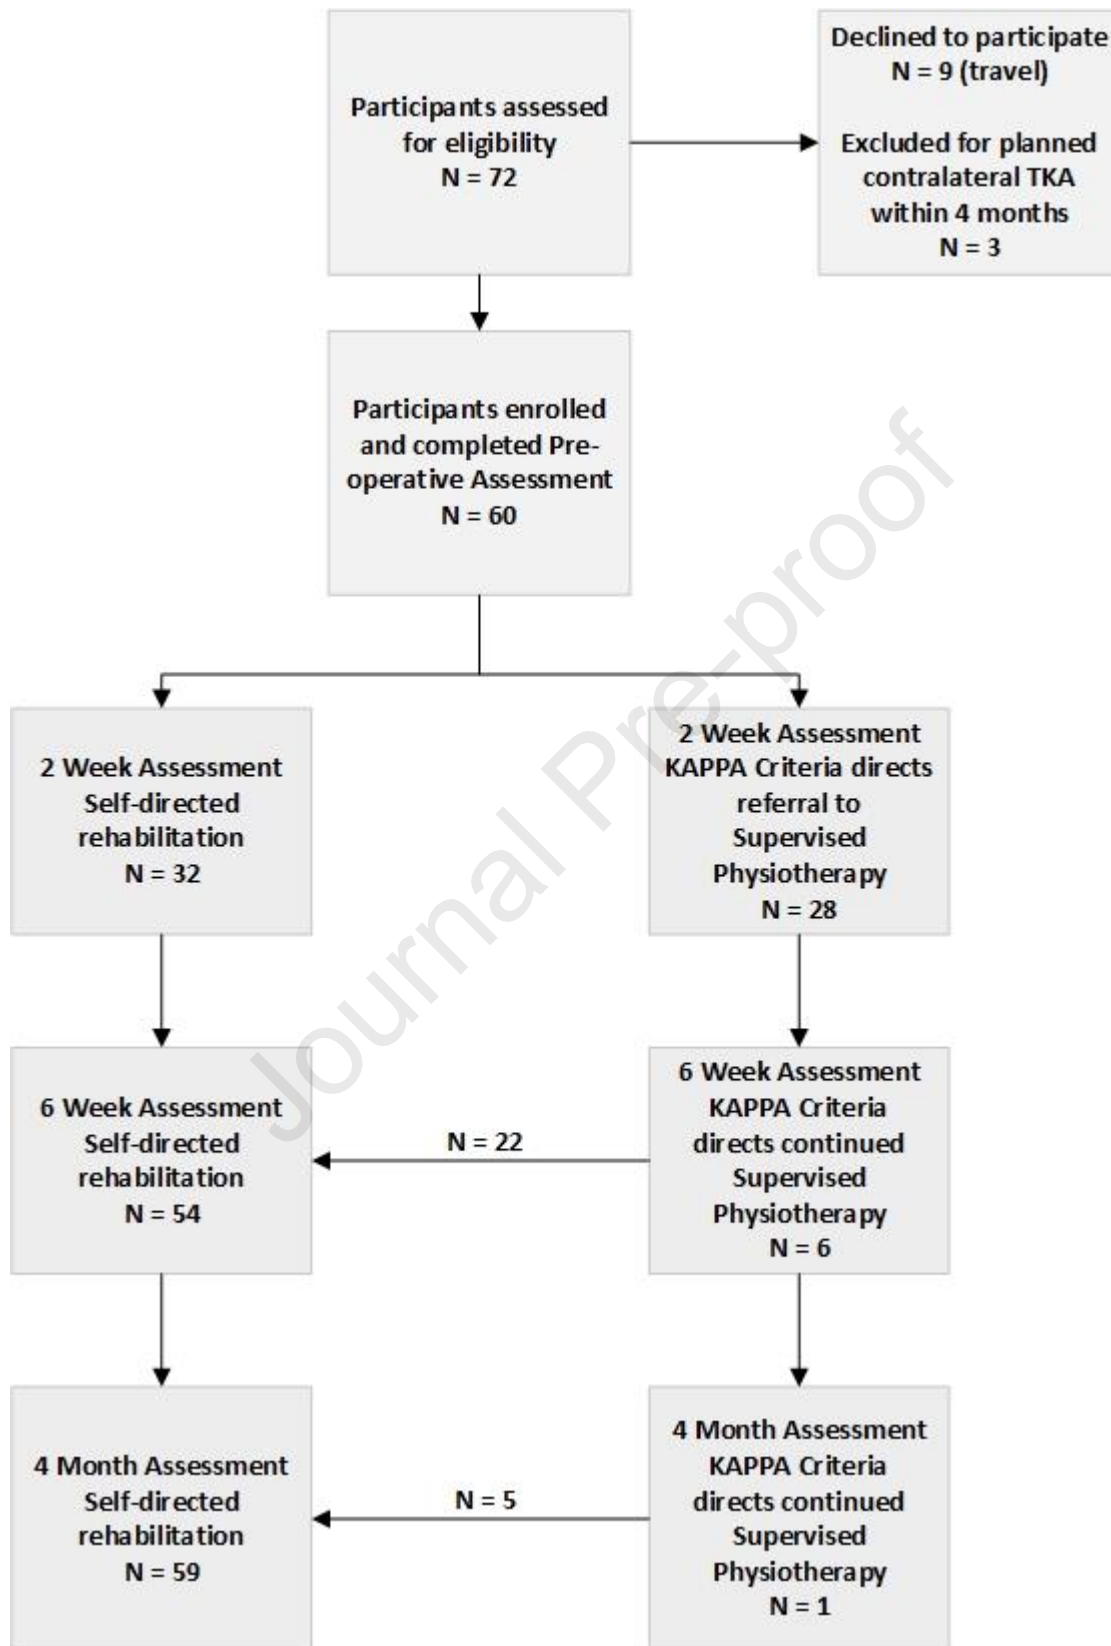 Participants assessed
for eligibility
N = 72
Declined to participate
N = 9 (travel)
Excluded for planned
contralateral TKA
within 4 months
N = 3
Participants enrolled
and completed Pre-
operative Assessment
N = 60
2 Week Assessment
Self-directed
rehabilitation
N = 32
2 Week Assessment
KAPPA Criteria directs
referral to
Supervised
Physiotherapy
N = 28
6 Week Assessment
Self-directed
rehabilitation
N = 54
N = 22
6 Week Assessment
KAPPA Criteria
directs continued
Supervised
Physiotherapy
N = 6
4 Month Assessment
Self-directed
rehabilitation
N = 59
N = 5
4 Month Assessment
KAPPA Criteria
directs continued
Supervised
Physiotherapy
N = 1
Journal Pre-proof